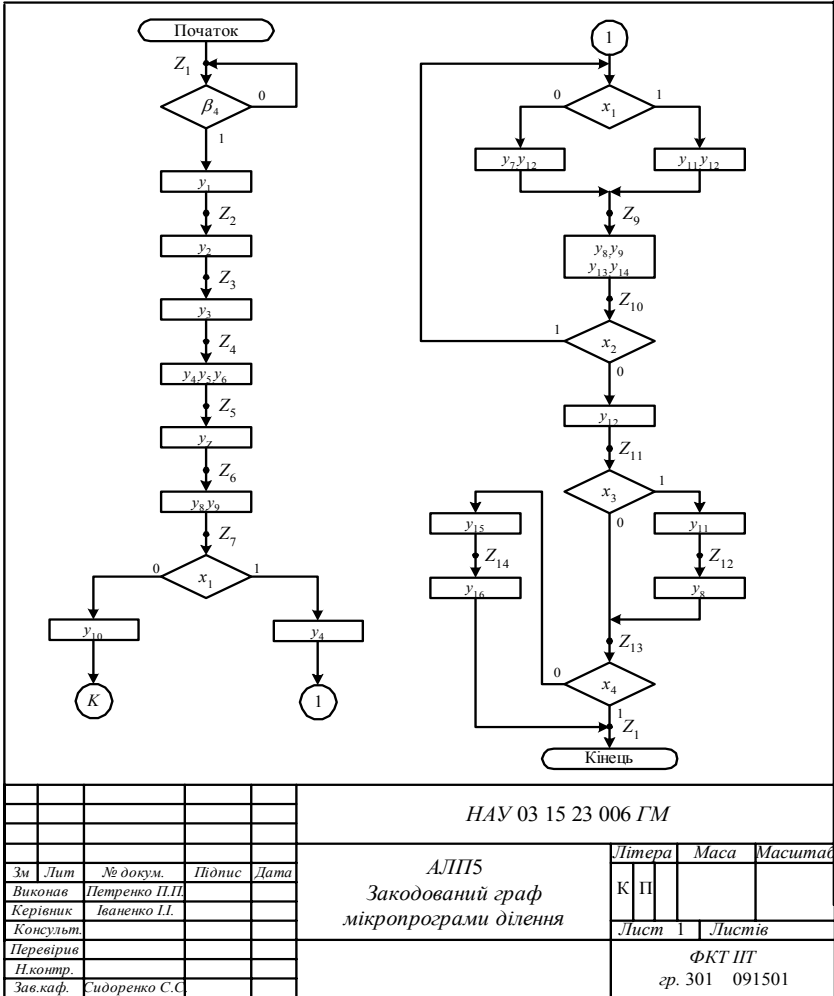 Початок
Z1
β4
0
1
y1
Z2
y2
Z3
y3
Z4
y4,y5,y6
Z5
y7
Z6
y8,y9
Z7
0
x1
1
y10
y4
K
1
1
0
x1
1
y7,y12
y11,y12
Z9
y8,y9
y13,y14
Z10
1
x2
0
y12
Z11
x3
1
0
y15
y11
Z14
Z12
y16
y8
Z13
0
x4
1
Z1
Кінець
НАУ 03 15 23 006 ГМ
Зм Лит № докум. Підпис Дата
Виконав Петренко П.П.
Керівник Іваненко І.І.
Консульт.
Перевірив
Н.контр.
Зав.каф. Сидоренко С.С.
АЛП5
Закодований граф
мікропрограми ділення
Літера Маса Масштаб
К П
Лист 1 Листів
ФКТ ІІТ
гр. 301 091501